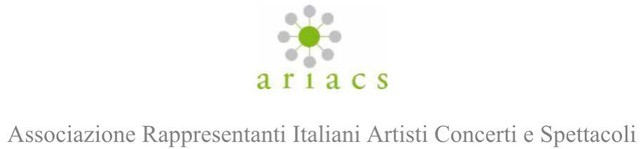 ariacs
Associazione Rappresentanti Italiani Artisti Concerti e Spettacoli